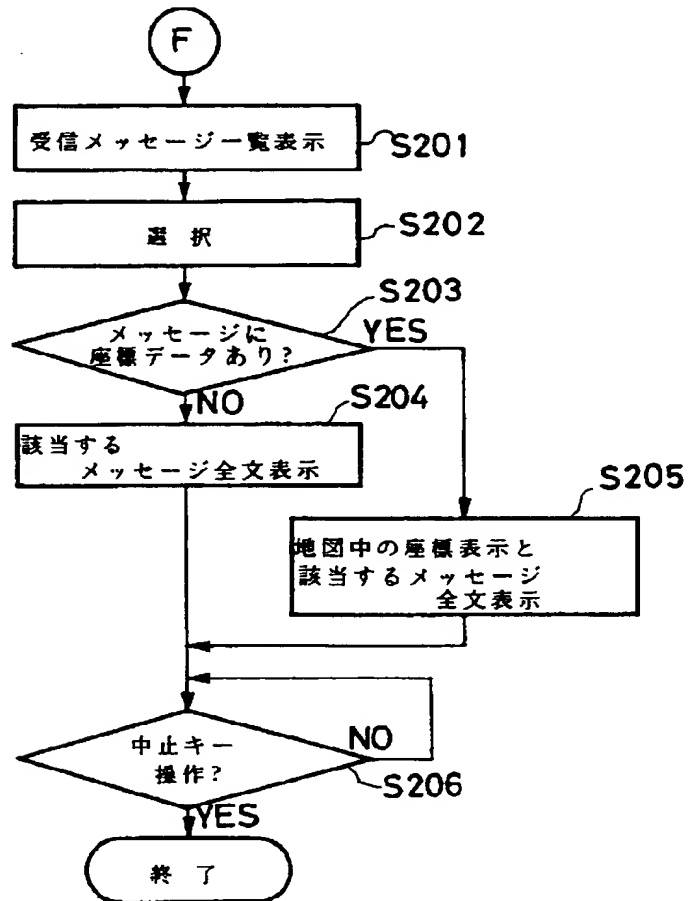 F
受信メッセージ一覧表示
S201
選択
S202
S203
メッセージに
座標データあり?
YES
NO
S204
該当する
メッセージ全文表示
S205
地図中の座標表示と
該当するメッセージ
全文表示
中止キー
操作?
NO
S206
YES
終了